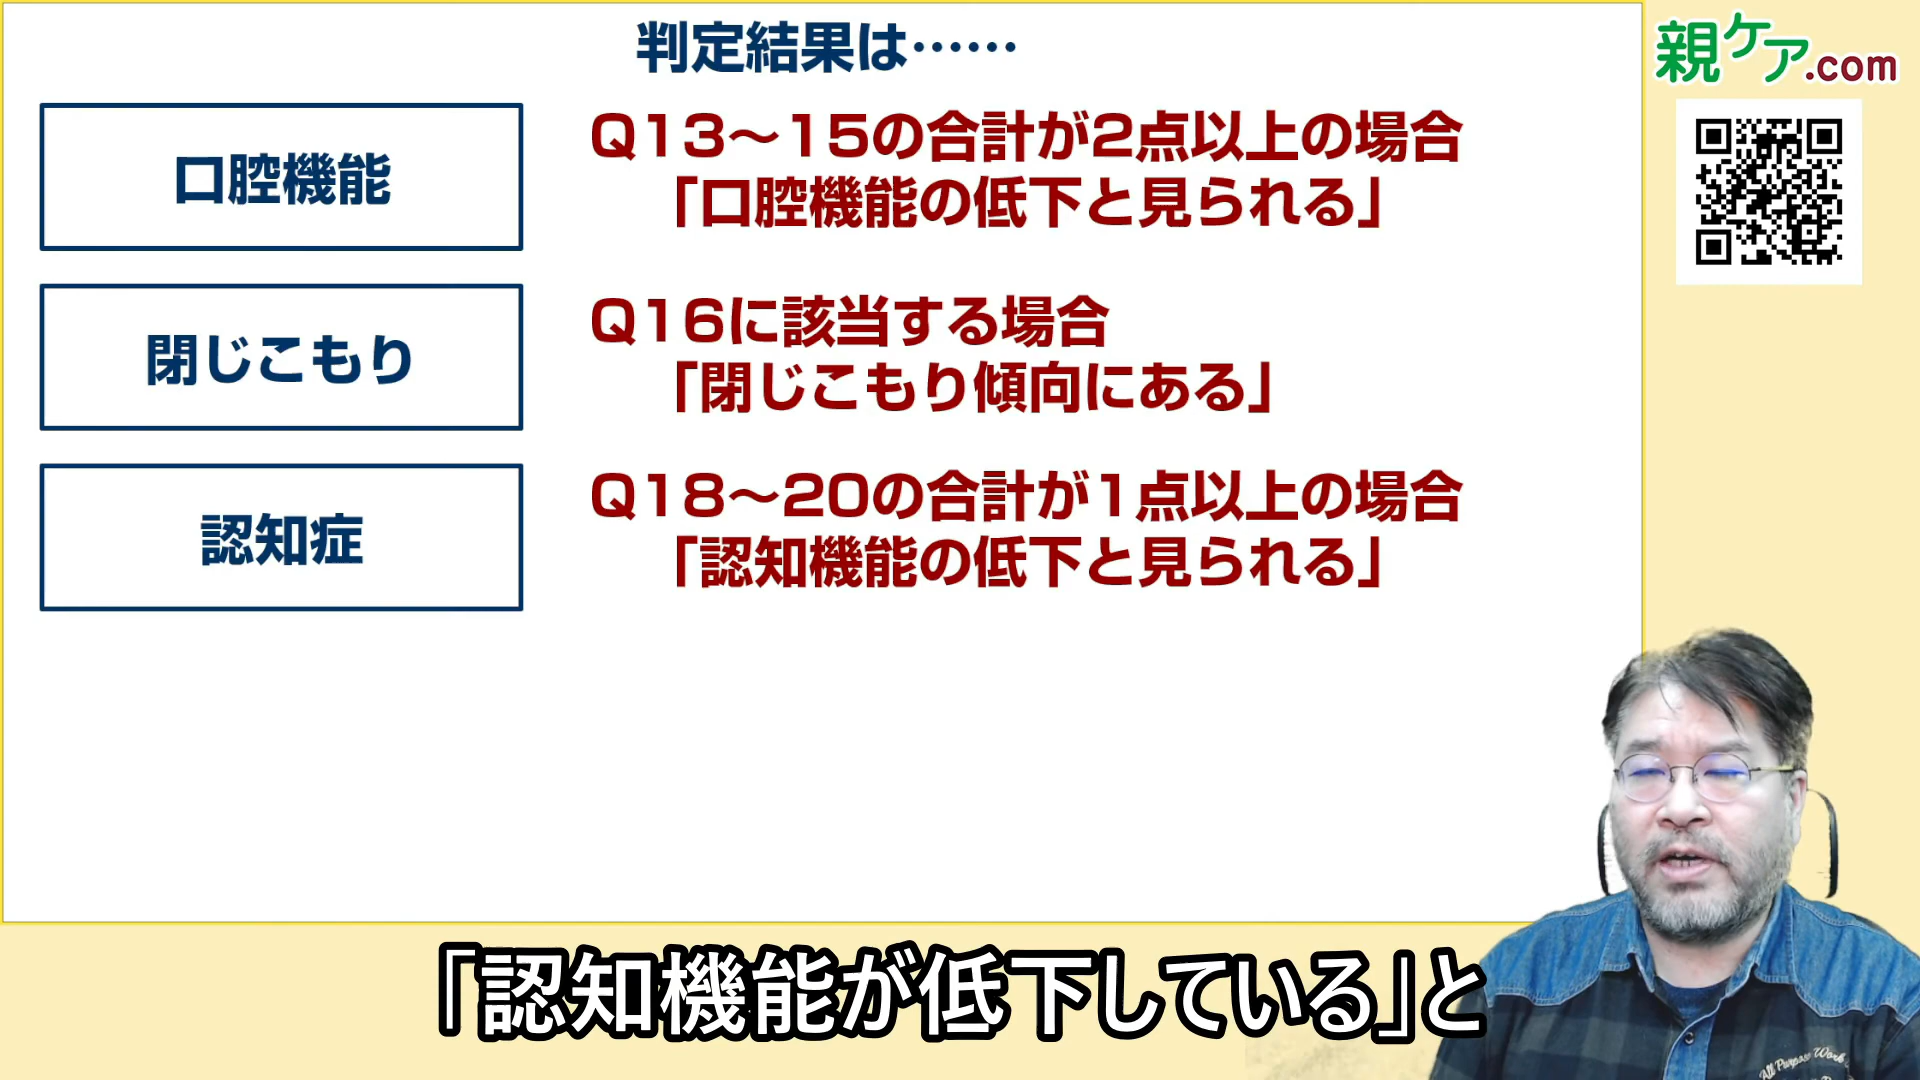 判定結果は……
親ケア.com
口腔機能
Q13～15の合計が2点以上の場合
「口腔機能の低下と見られる」
閉じこもり
Q16に該当する場合
「閉じこもり傾向にある」
認知症
Q18～20の合計が1点以上の場合
「認知機能の低下と見られる」
「認知機能が低下している」と
All Purpose Work